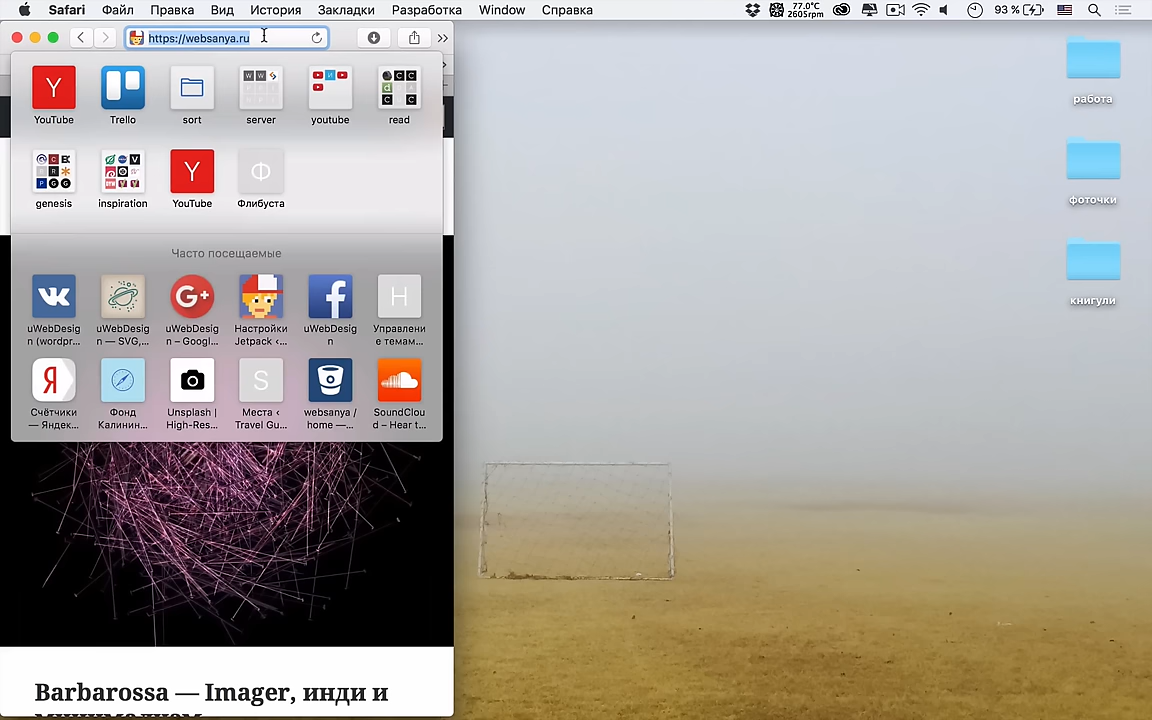 Safari Файл Правка Вид История Закладки Разработка Window Справка 77.0°C 2605rpm 93 %
https://websanya.ru
YouTube Trello sort server youtube read
genesis inspiration YouTube Флибуста
Часто посещаемые
uWebDesig n (wordpr... uWebDesig n — SVG,... uWebDesig n – Googl... Настройки Jetpack ‹... uWebDesig n Управлени е темам...
Счётчики — Яндек... Фонд Калинин... Unsplash | High-Res... Места ‹ Travel Gu... websanya / home —... SoundClou d – Hear t...
Barbarossa — Imager, инди и
минимализм
работа
фоточки
книгули